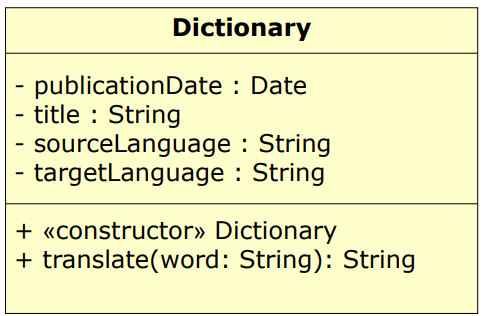 Dictionary
- publicationDate : Date
- title : String
- sourceLanguage : String
- targetLanguage : String
+ «constructor» Dictionary
+ translate(word: String): String